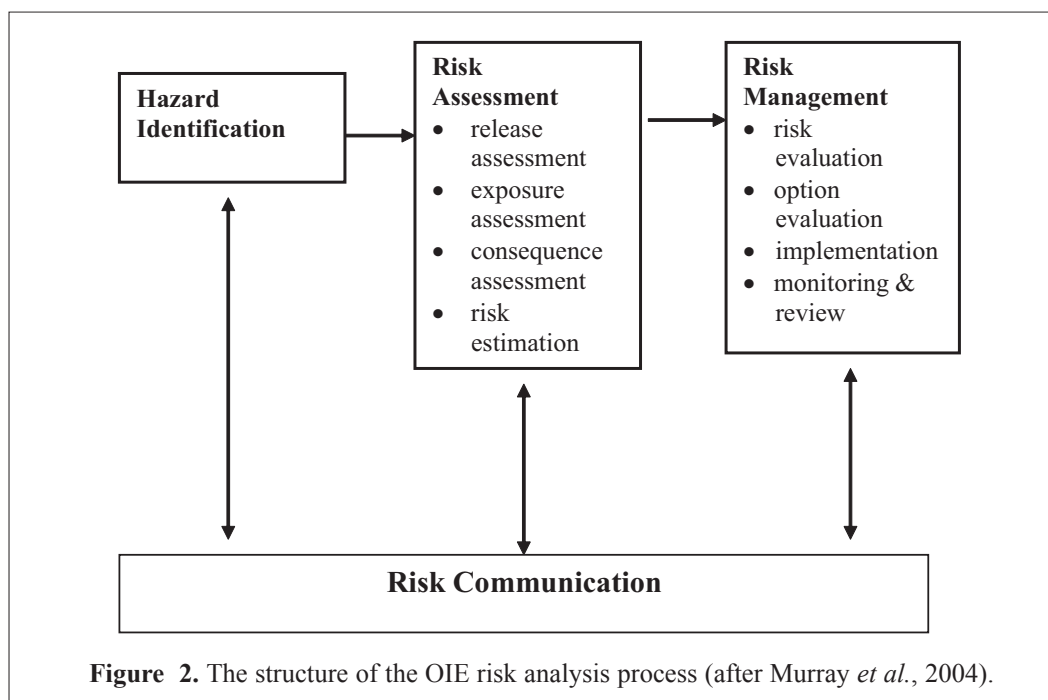 Hazard
Identification
Risk
Assessment
• release
assessment
• exposure
assessment
• consequence
assessment
• risk
estimation
Risk
Management
• risk
evaluation
• option
evaluation
• implementation
• monitoring &
review
Risk Communication
Figure 2. The structure of the OIE risk analysis process (after Murray et al., 2004).